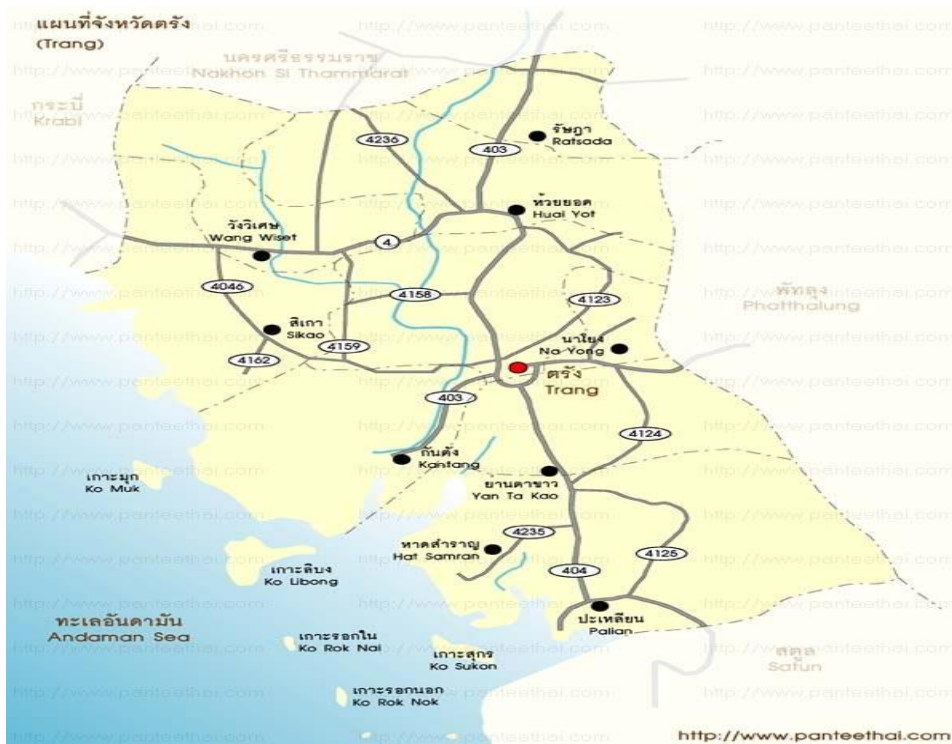 แผนที่จังหวัดตรัง
(Trang)
นครศรีธรรมราช
Nakhon Si Thammarat
กระบี่
Krabi
4236
403
รัษฎา
Ratsada
ห้วยยอด
Huai Yot
วังวิเศษ
Wang Wiset
4
4046
4158
4123
พัทลุง
Phatthalung
สิเกา
Sikao
นาโยง
Na Yong
4162
4159
ตรัง
Trang
403
4124
กันตัง
Kantang
เกาะมุก
Ko Muk
ย่านตาขาว
Yan Ta Kao
หาดสำราญ
Hat Samran
4235
4125
เกาะลิบง
Ko Libong
404
ทะเลอันดามัน
Andaman Sea
ปะเหลียน
Palian
เกาะรอกใน
Ko Rok Nai
เกาะสุกร
Ko Sukon
สตูล
Satun
เกาะรอกนอก
Ko Rok Nok
http://www.panteethai.com